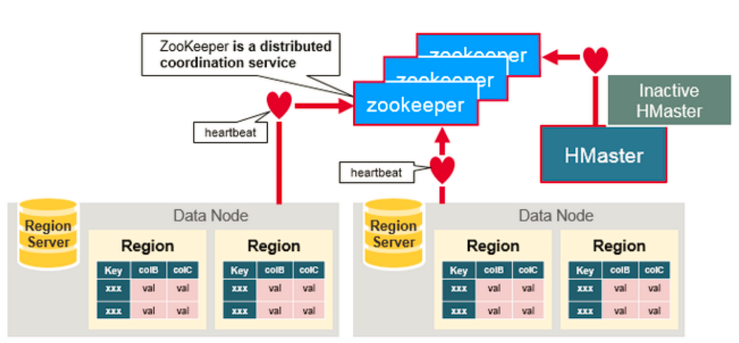 ZooKeeper is a distributed
coordination service
zookeeper
zookeeper
zookeeper
heartbeat
heartbeat
Inactive
HMaster
HMaster
Region
Server
Data Node
Region
Key colB colC
xxx val val
xxx val val
Region
Key colB colC
xxx val val
xxx val val
Region
Server
Data Node
Region
Key colB colC
xxx val val
xxx val val
Region
Key colB colC
xxx val val
xxx val val